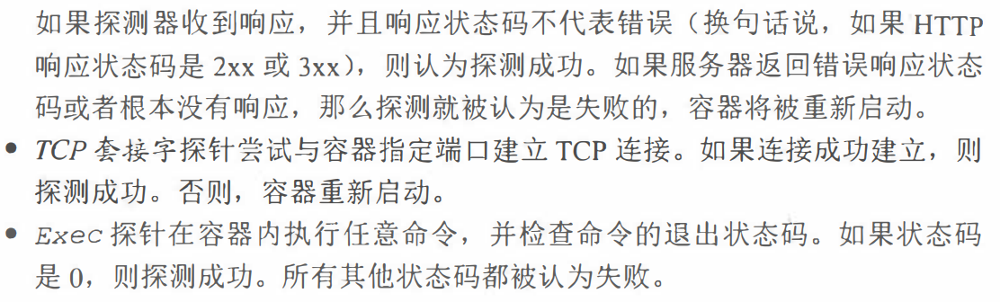 如果探测器收到响应，并且响应状态码不代表错误（换句话说，如果 HTTP
响应状态码是 2xx 或 3xx），则认为探测成功。如果服务器返回错误响应状态
码或者根本没有响应，那么探测就被认为是失败的，容器将被重新启动。
• TCP 套接字探针尝试与容器指定端口建立 TCP 连接。如果连接成功建立，则
探测成功。否则，容器重新启动。
• Exec 探针在容器内执行任意命令，并检查命令的退出状态码。如果状态码
是 0，则探测成功。所有其他状态码都被认为失败。